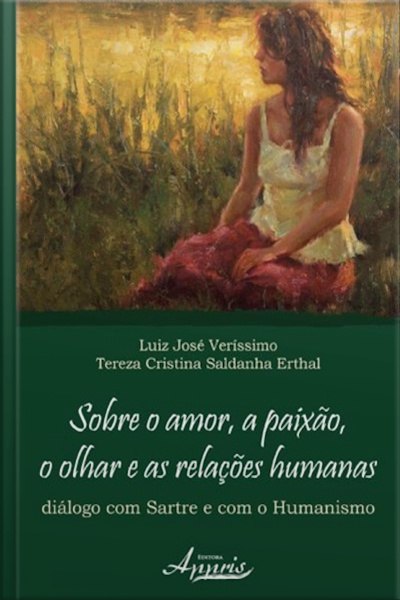 Luiz José Veríssimo
Tereza Cristina Saldanha Erthal
Sobre o amor, a paixão,
o olhar e as relações humanas
diálogo com Sartre e com o Humanismo
EDITORA
Appris